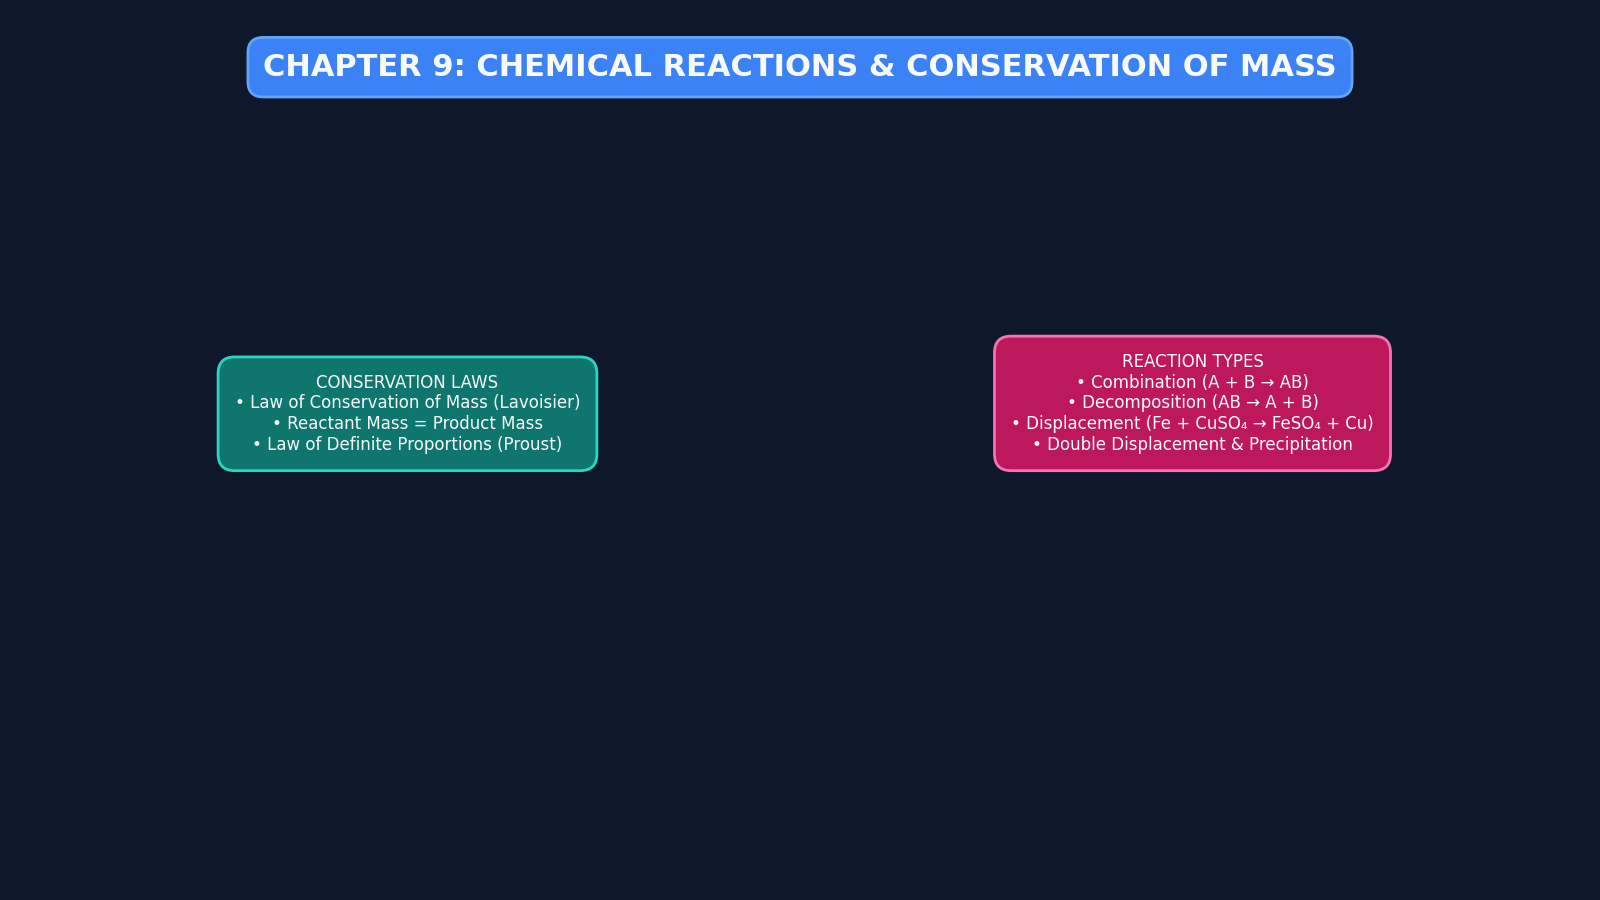 CHAPTER 9: CHEMICAL REACTIONS & CONSERVATION OF MASS
CONSERVATION LAWS
• Law of Conservation of Mass (Lavoisier)
• Reactant Mass = Product Mass
• Law of Definite Proportions (Proust)
REACTION TYPES
• Combination (A + B → AB)
• Decomposition (AB → A + B)
• Displacement (Fe + CuSO₄ → FeSO₄ + Cu)
• Double Displacement & Precipitation